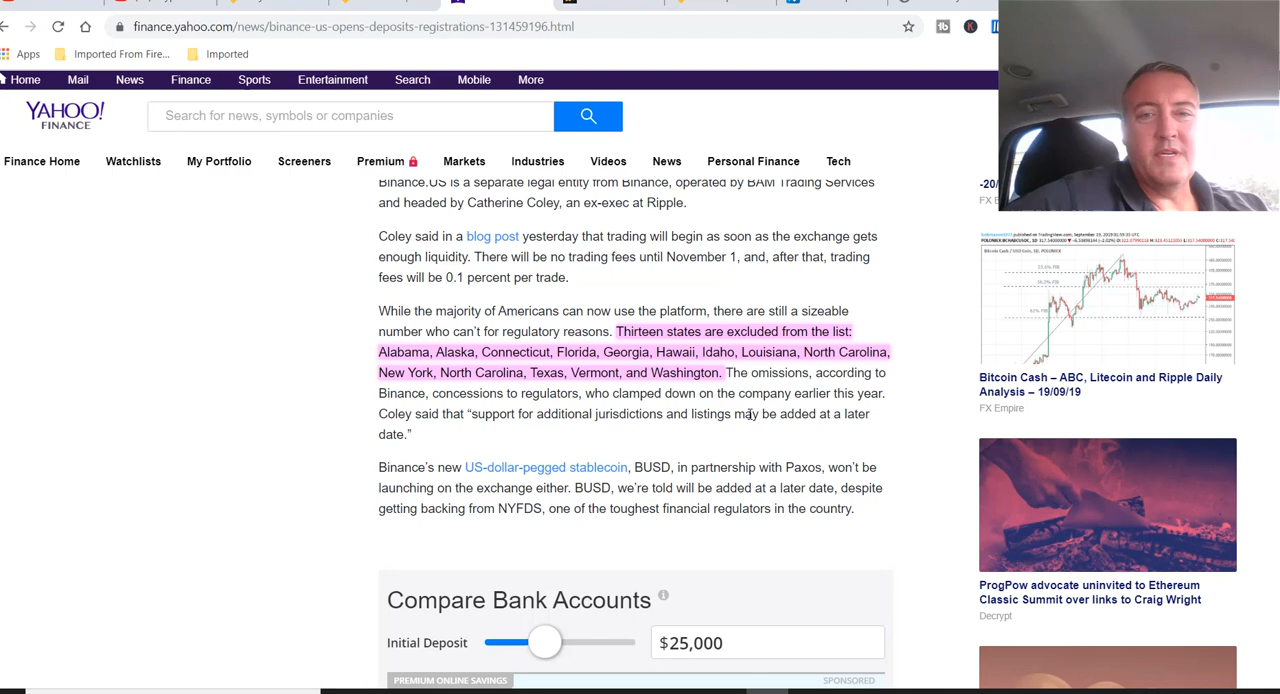 finance.yahoo.com/news/binance-us-opens-deposits-registrations-131459196.html
Apps
Imported From Fire...
Imported
Home
Mail
News
Finance
Sports
Entertainment
Search
Mobile
More
YAHOO!
FINANCE
Search for news, symbols or companies
Finance Home
Watchlists
My Portfolio
Screeners
Premium
Markets
Industries
Videos
News
Personal Finance
Tech
Binance.US is a separate legal entity from Binance, operated by BAM Trading Services
and headed by Catherine Coley, an ex-exec at Ripple.
Coley said in a blog post yesterday that trading will begin as soon as the exchange gets
enough liquidity. There will be no trading fees until November 1, and, after that, trading
fees will be 0.1 percent per trade.
While the majority of Americans can now use the platform, there are still a sizeable
number who can’t for regulatory reasons. Thirteen states are excluded from the list:
Alabama, Alaska, Connecticut, Florida, Georgia, Hawaii, Idaho, Louisiana, North Carolina,
New York, North Carolina, Texas, Vermont, and Washington. The omissions, according to
Binance, concessions to regulators, who clamped down on the company earlier this year.
Coley said that “support for additional jurisdictions and listings may be added at a later
date.”
Binance’s new US-dollar-pegged stablecoin, BUSD, in partnership with Paxos, won’t be
launching on the exchange either. BUSD, we’re told will be added at a later date, despite
getting backing from NYFDS, one of the toughest financial regulators in the country.
Compare Bank Accounts
Initial Deposit
$25,000
PREMIUM ONLINE SAVINGS
SPONSORED
-20/
FX E
Bitcoin Cash – ABC, Litecoin and Ripple Daily
Analysis – 19/09/19
FX Empire
ProgPow advocate uninvited to Ethereum
Classic Summit over links to Craig Wright
Decrypt